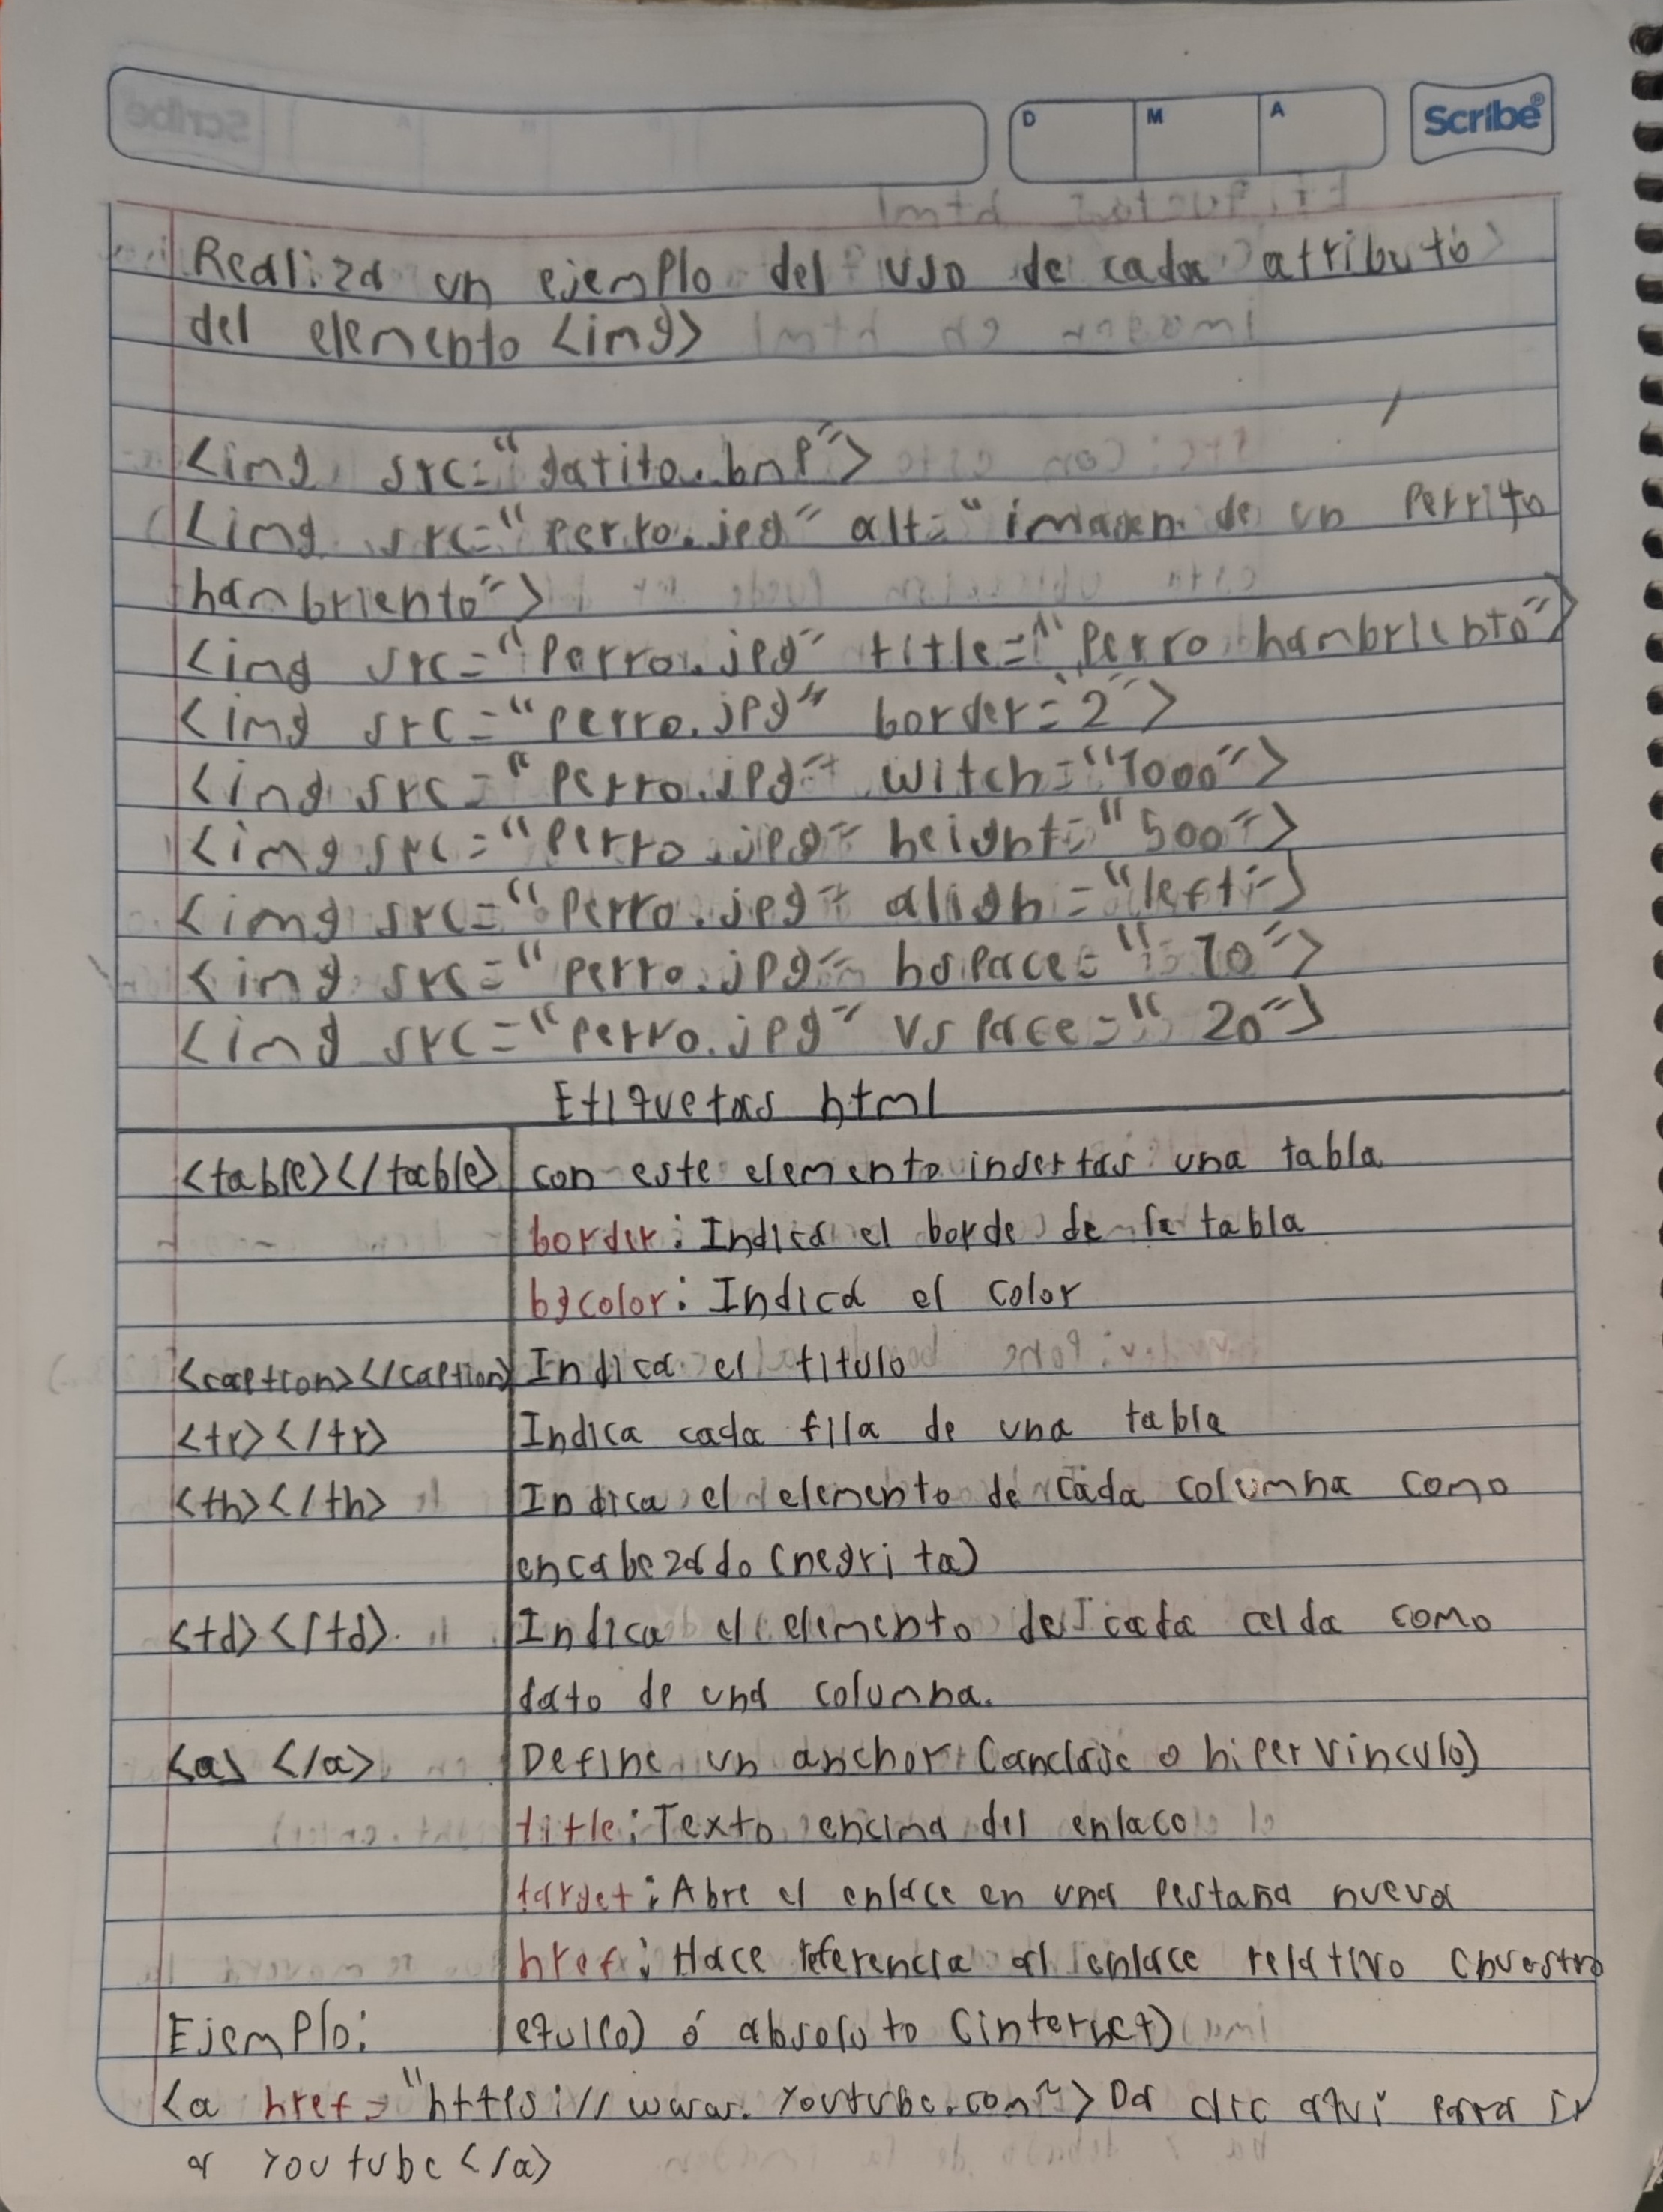 D M A Scribe
Realiza un ejemplo del uso de cada atributo
del elemento <img>
<img src="gatito.bnp">
<img src="perro.jpg" alt="imagen de un perrito
hambriento">
<img src="perro.jpg" title="perro hambriento">
<img src="perro.jpg" border="2">
<img src="perro.jpg" witch="1000">
<img src="perro.jpg" height="500">
<img src="perro.jpg" align="left">
<img src="perro.jpg" hspace="10">
<img src="perro.jpg" vspace="20">
Etiquetas html
<table></table> con este elemento insertas una tabla
border: Indica el borde de la tabla
bgcolor: Indica el color
<caption></caption> Indica el titulo
<tr></tr> Indica cada fila de una tabla
<th></th> Indica el elemento de cada columna como
encabezado (negrita)
<td></td> Indica el elemento de cada celda como
dato de una columna.
<a> </a> Define un anchor (anclaje o hipervinculo)
title: Texto encima del enlace
target: Abre el enlace en una pestaña nueva
href: Hace referencia al enlace relativo (nuestro
Ejemplo: equipo) ó absoluto (internet)
<a href="https://www.youtube.com"> Da clic aqui para ir
a Youtube </a>